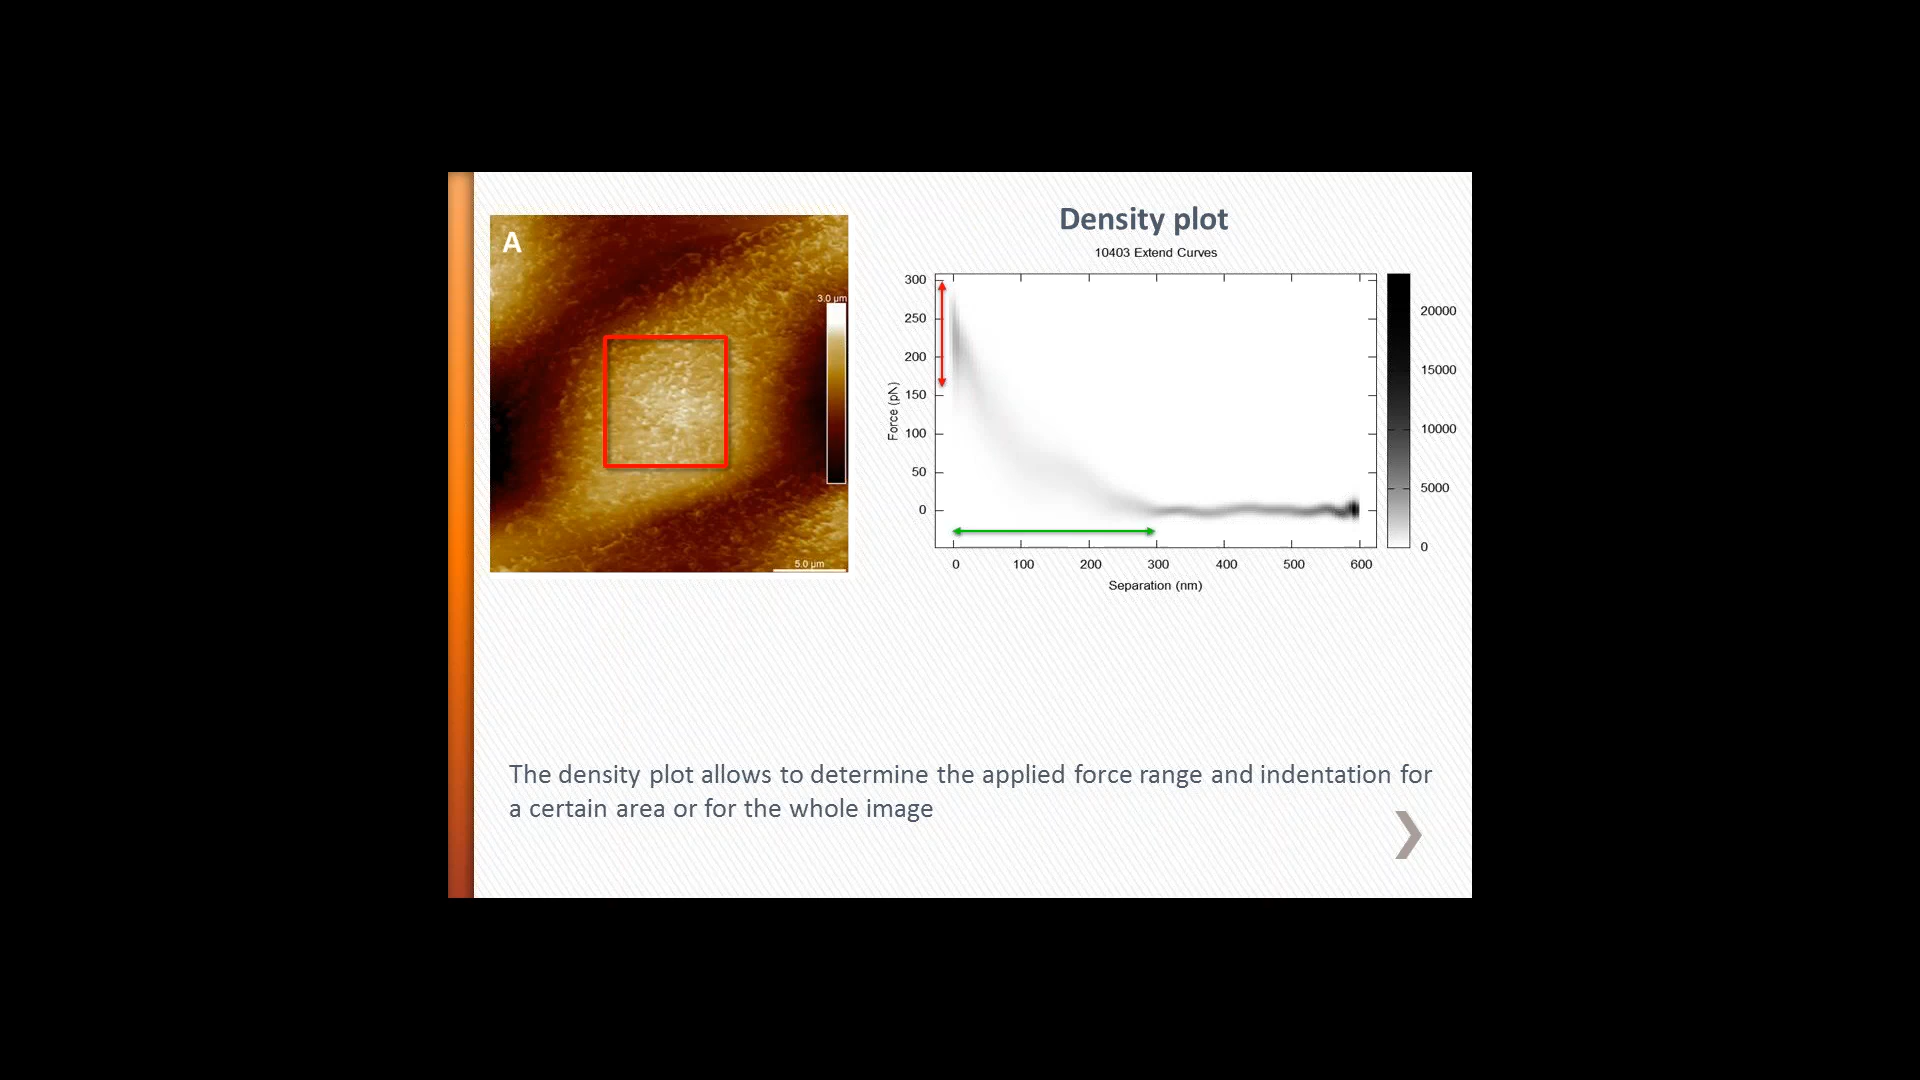 A
3.0 µm
5.0 µm
Density plot
10403 Extend Curves
300
250
200
150
100
50
0
Force (pN)
0 100 200 300 400 500 600
Separation (nm)
20000
15000
10000
5000
0
The density plot allows to determine the applied force range and indentation for
a certain area or for the whole image